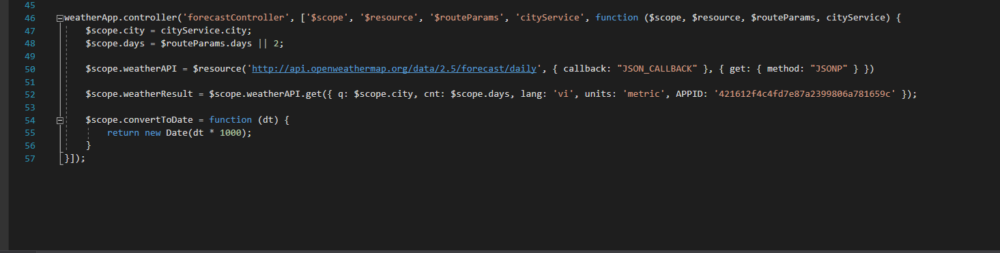 45
46 weatherApp.controller('forecastController', ['$scope', '$resource', '$routeParams', 'cityService', function ($scope, $resource, $routeParams, cityService) {
47 $scope.city = cityService.city;
48 $scope.days = $routeParams.days || 2;
49
50 $scope.weatherAPI = $resource('http://api.openweathermap.org/data/2.5/forecast/daily', { callback: "JSON_CALLBACK" }, { get: { method: "JSONP" } })
51
52 $scope.weatherResult = $scope.weatherAPI.get({ q: $scope.city, cnt: $scope.days, lang: 'vi', units: 'metric', APPID: '421612f4c4fd7e87a2399806a781659c' });
53
54 $scope.convertToDate = function (dt) {
55 return new Date(dt * 1000);
56 }
57 }]);